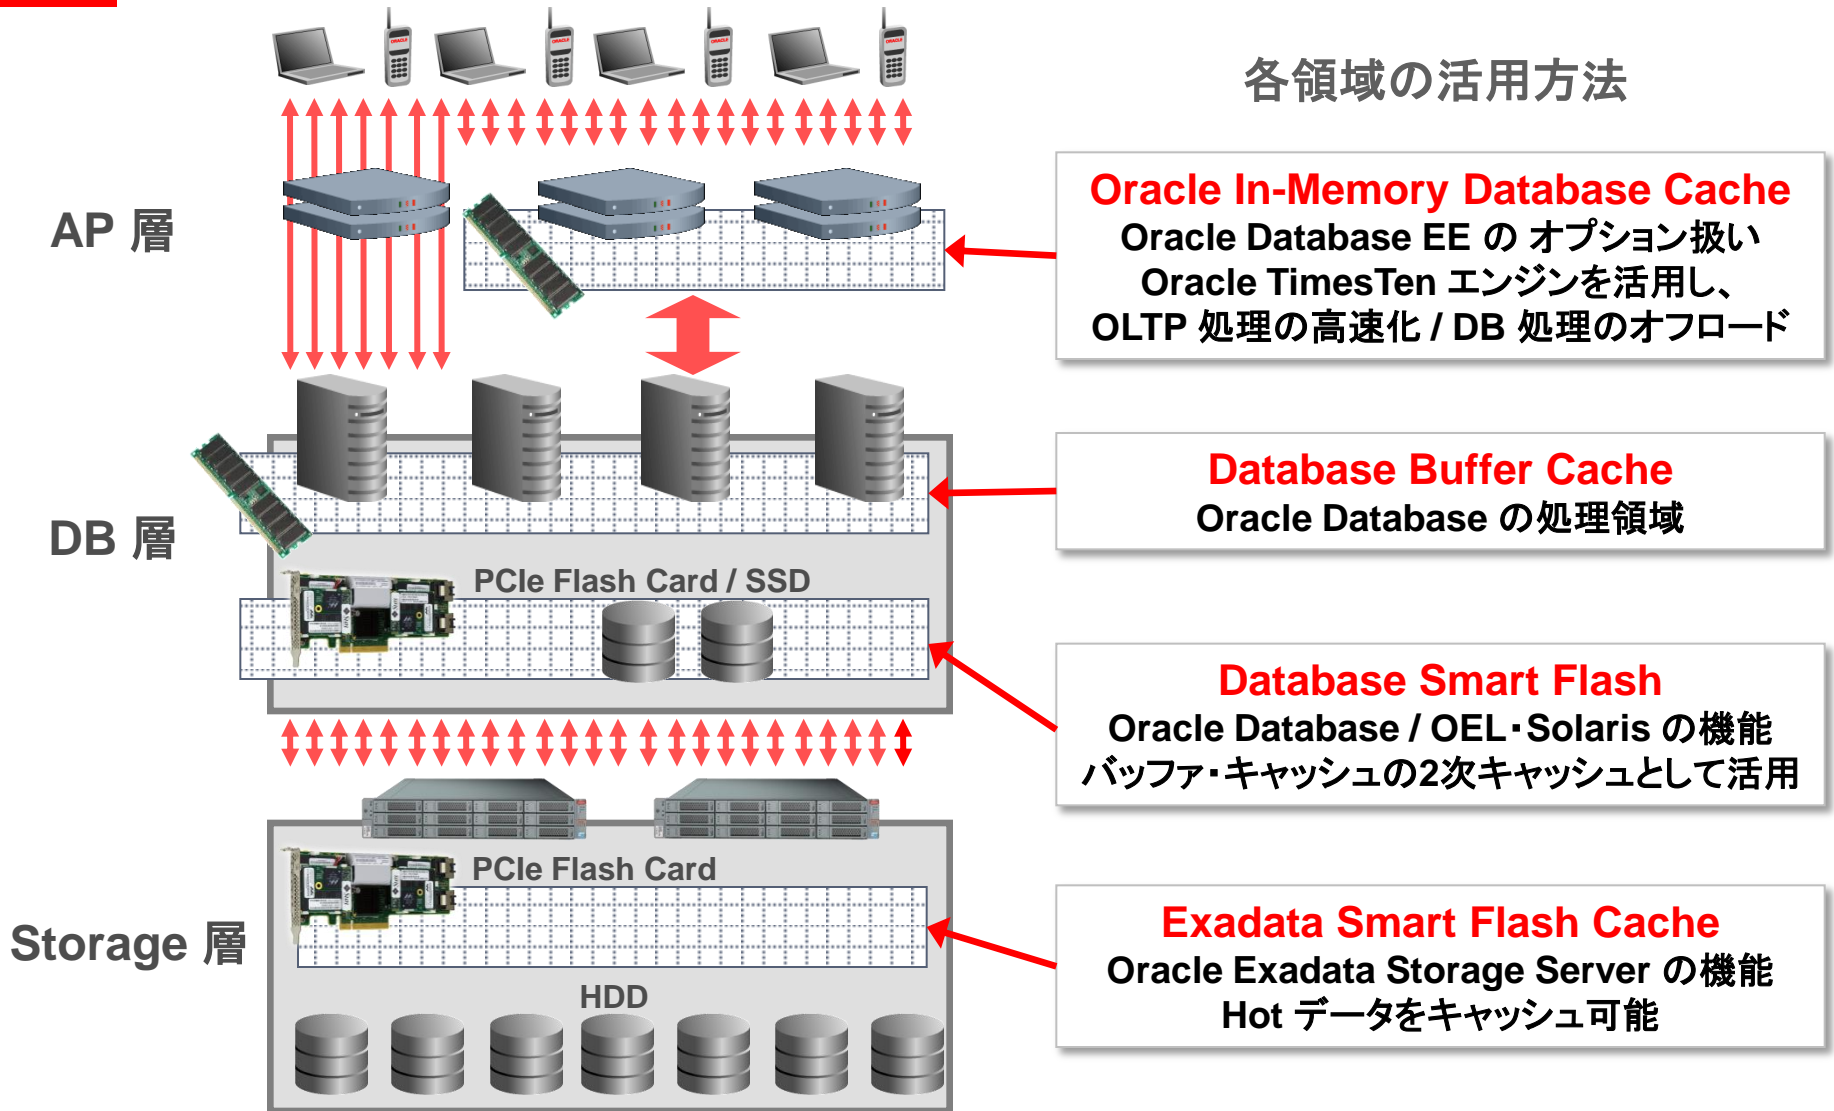 各領域の活用方法
AP 層
Oracle In-Memory Database Cache
Oracle Database EE の オプション扱い
Oracle TimesTen エンジンを活用し、
OLTP 処理の高速化 / DB 処理のオフロード
DB 層
Database Buffer Cache
Oracle Database の処理領域
PCIe Flash Card / SSD
Database Smart Flash
Oracle Database / OEL・Solaris の機能
バッファ・キャッシュの2次キャッシュとして活用
Storage 層
PCIe Flash Card
Exadata Smart Flash Cache
Oracle Exadata Storage Server の機能
Hot データをキャッシュ可能
HDD